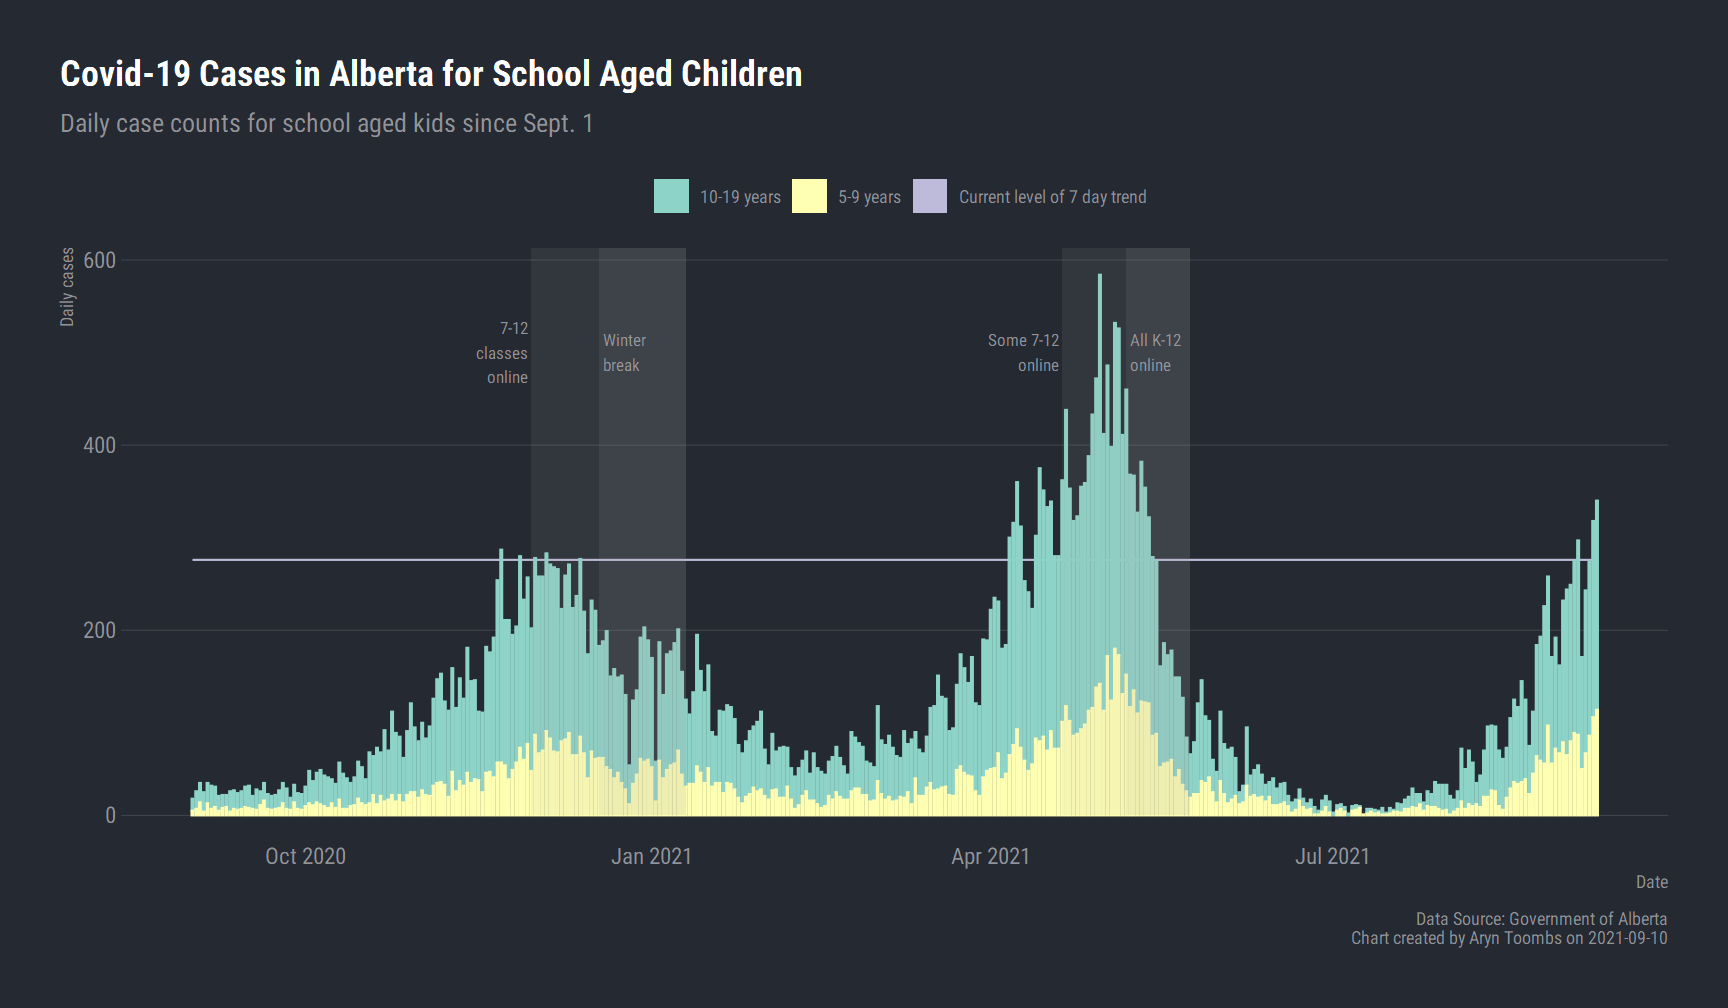 Covid-19 Cases in Alberta for School Aged Children
Daily case counts for school aged kids since Sept. 1
10-19 years
5-9 years
Current level of 7 day trend
Daily cases
600
400
200
0
7-12
classes
online
Winter
break
Some 7-12
online
All K-12
online
Oct 2020
Jan 2021
Apr 2021
Jul 2021
Date
Data Source: Government of Alberta
Chart created by Aryn Toombs on 2021-09-10